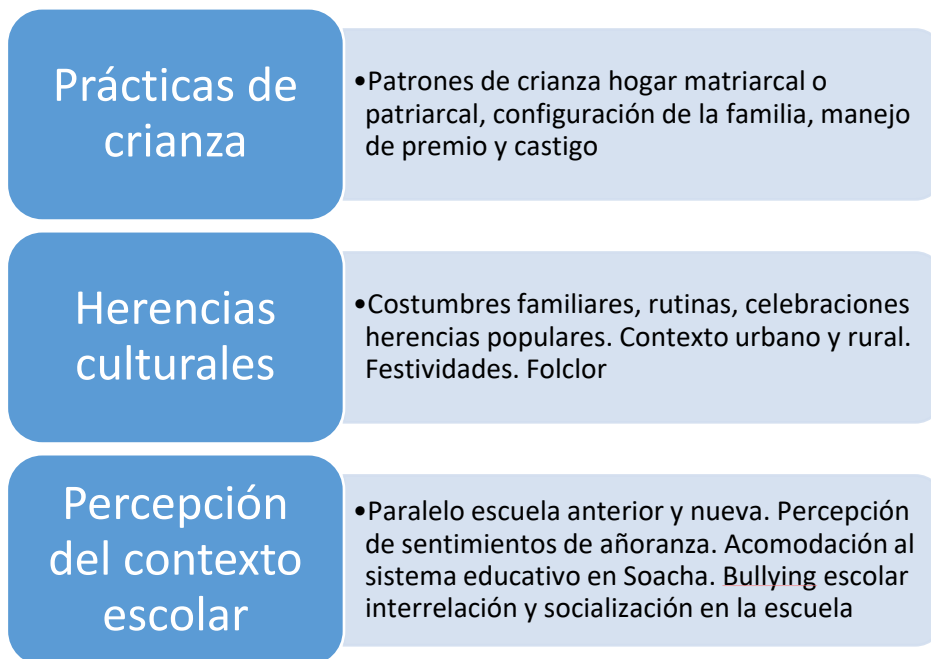 Prácticas de
crianza
•Patrones de crianza hogar matriarcal o
patriarcal, configuración de la familia, manejo
de premio y castigo
Herencias
culturales
•Costumbres familiares, rutinas, celebraciones
herencias populares. Contexto urbano y rural.
Festividades. Folclor
Percepción
del contexto
escolar
•Paralelo escuela anterior y nueva. Percepción
de sentimientos de añoranza. Acomodación al
sistema educativo en Soacha. Bullying escolar
interrelación y socialización en la escuela